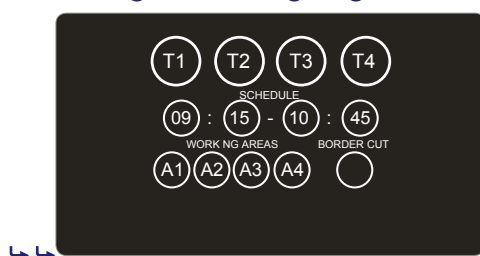 T1 T2 T3 T4
SCHEDULE
09 : 15 - 10 : 45
WORK NG AREAS BORDER CUT
A1 A2 A3 A4